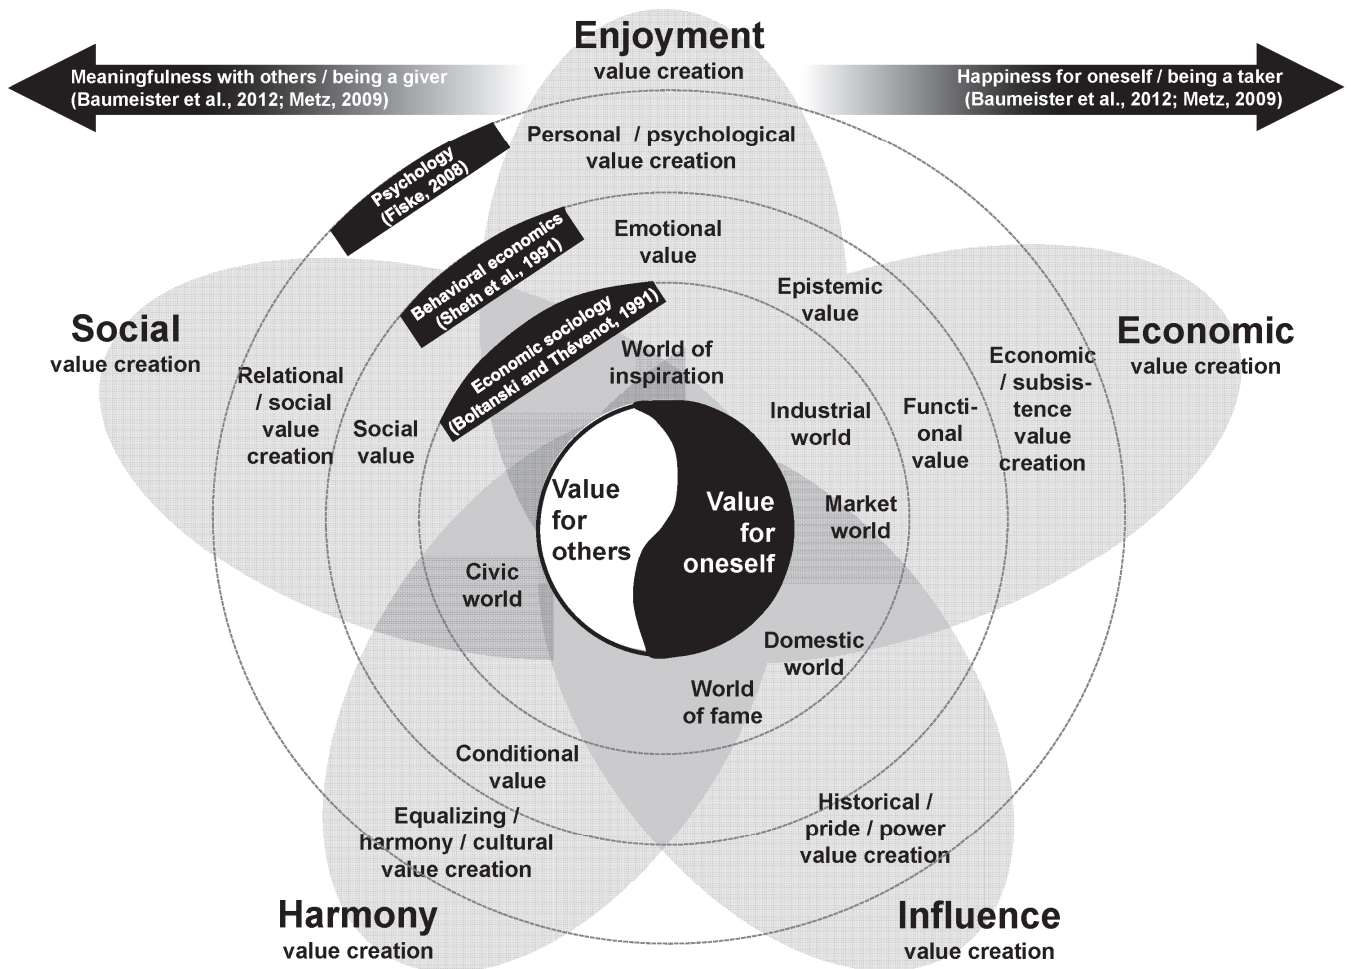 Enjoyment
value creation
Meaningfulness with others / being a giver
(Baumeister et al., 2012; Metz, 2009)
Happiness for oneself / being a taker
(Baumeister et al., 2012; Metz, 2009)
Personal / psychological
value creation
Psychology
(Fiske, 2008)
Behavioral economics
(Sheth et al., 1991)
Economic sociology
(Boltanski and Thévenot, 1991)
Emotional
value
Epistemic
value
Social
value creation
Economic
value creation
World of
inspiration
Relational
/ social
value
creation
Social
value
Industrial
world
Functi-
onal
value
Economic
/ subsis-
tence
value
creation
Value
for
others
Value
for
oneself
Market
world
Civic
world
Domestic
world
World
of fame
Conditional
value
Equalizing /
harmony / cultural
value creation
Historical /
pride / power
value creation
Harmony
value creation
Influence
value creation